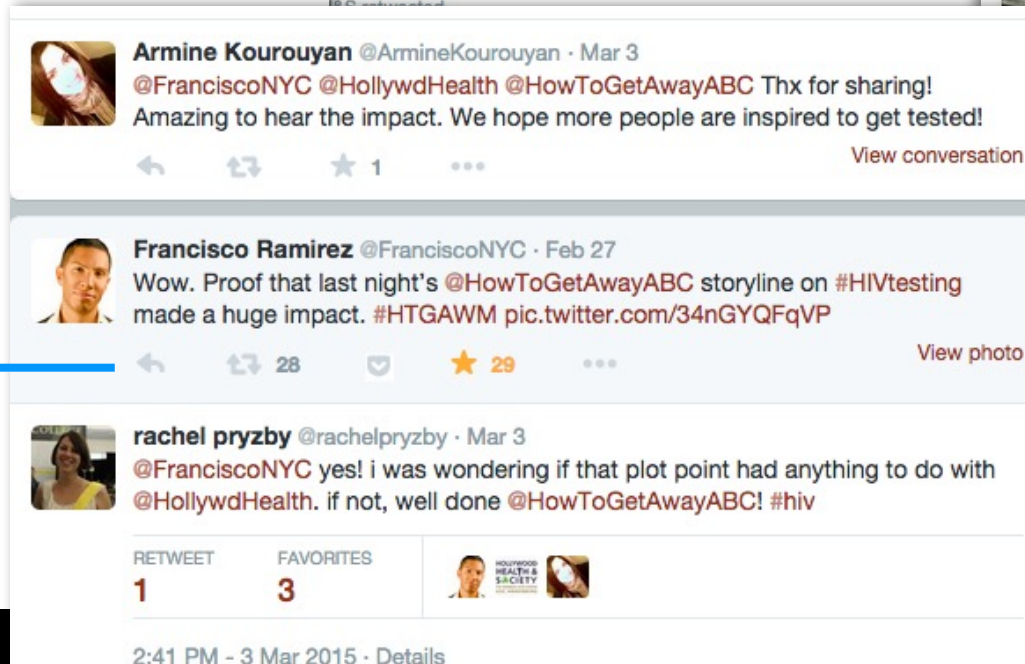 retweeted
Armine Kourouyan @ArmineKourouyan · Mar 3
@FranciscoNYC @HollywdHealth @HowToGetAwayABC Thx for sharing!
Amazing to hear the impact. We hope more people are inspired to get tested!
1
View conversation
Francisco Ramirez @FranciscoNYC · Feb 27
Wow. Proof that last night's @HowToGetAwayABC storyline on #HIVtesting
made a huge impact. #HTGAWM pic.twitter.com/34nGYQFqVP
28 29
View photo
rachel pryzby @rachelpryzby · Mar 3
@FranciscoNYC yes! i was wondering if that plot point had anything to do with
@HollywdHealth. if not, well done @HowToGetAwayABC! #hiv
RETWEET FAVORITES
1 3
HOLLYWOOD
HEALTH &
SOCIETY
2:41 PM - 3 Mar 2015 · Details